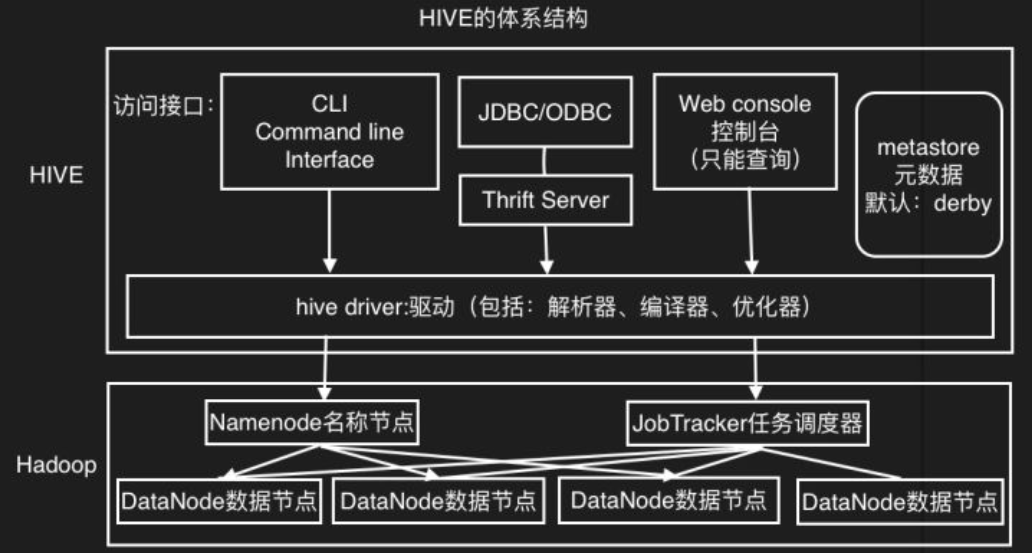 HIVE的体系结构
访问接口：
CLI
Command line
Interface
JDBC/ODBC
Thrift Server
Web console
控制台
（只能查询）
metastore
元数据
默认：derby
HIVE
hive driver:驱动（包括：解析器、编译器、优化器）
Hadoop
Namenode名称节点
JobTracker任务调度器
DataNode数据节点
DataNode数据节点
DataNode数据节点
DataNode数据节点